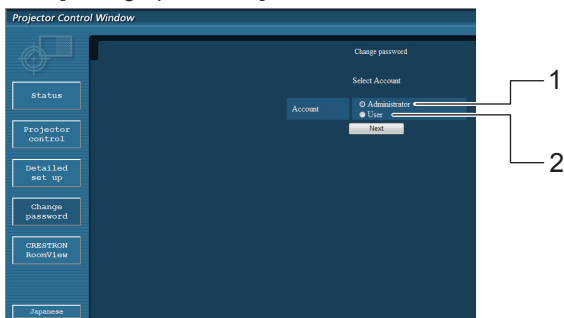 Projector Control Window
Change password
Select Account
Account
Administrator
User
Next
Status
Projector
control
Detailed
set up
Change
password
CRESTRON
RoomView
Japanese
1
2